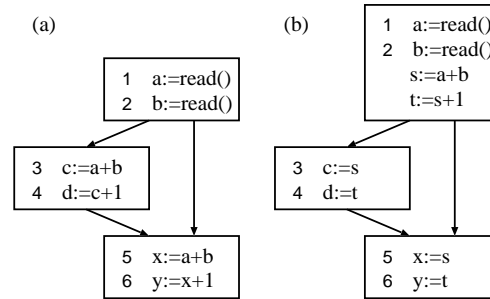 (a)
1 a:=read()
2 b:=read()
3 c:=a+b
4 d:=c+1
5 x:=a+b
6 y:=x+1
(b)
1 a:=read()
2 b:=read()
s:=a+b
t:=s+1
3 c:=s
4 d:=t
5 x:=s
6 y:=t